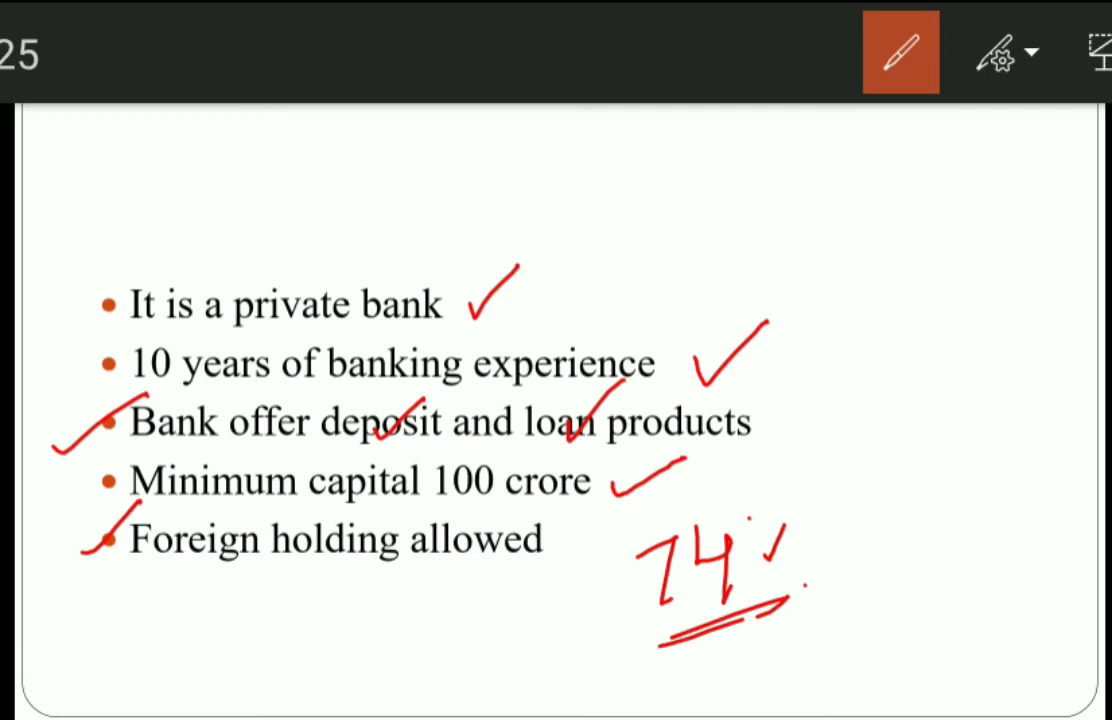 25
• It is a private bank
• 10 years of banking experience
• Bank offer deposit and loan products
• Minimum capital 100 crore
• Foreign holding allowed
74%